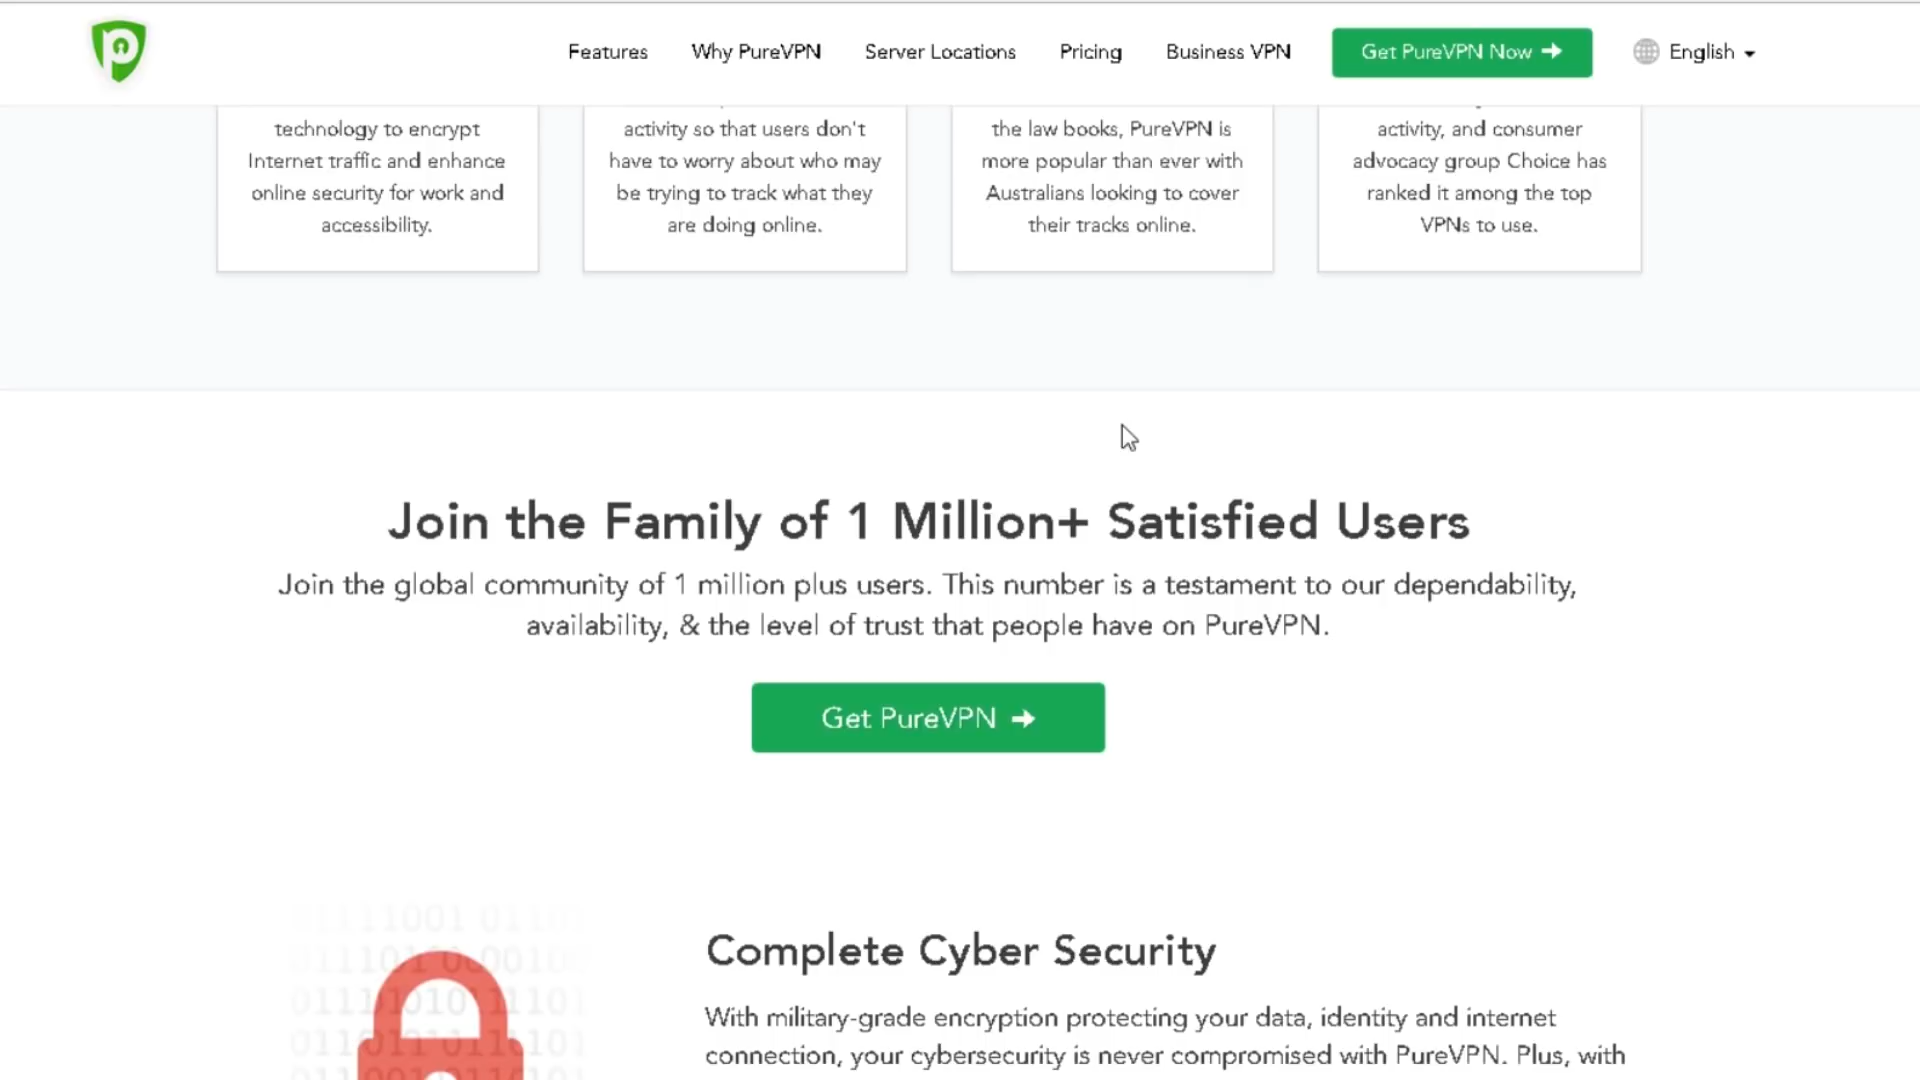 Features Why PureVPN Server Locations Pricing Business VPN Get PureVPN Now English
technology to encrypt
Internet traffic and enhance
online security for work and
accessibility.
activity so that users don't
have to worry about who may
be trying to track what they
are doing online.
the law books, PureVPN is
more popular than ever with
Australians looking to cover
their tracks online.
activity, and consumer
advocacy group Choice has
ranked it among the top
VPNs to use.
Join the Family of 1 Million+ Satisfied Users
Join the global community of 1 million plus users. This number is a testament to our dependability,
availability, & the level of trust that people have on PureVPN.
Get PureVPN
Complete Cyber Security
With military-grade encryption protecting your data, identity and internet
connection, your cybersecurity is never compromised with PureVPN. Plus, with